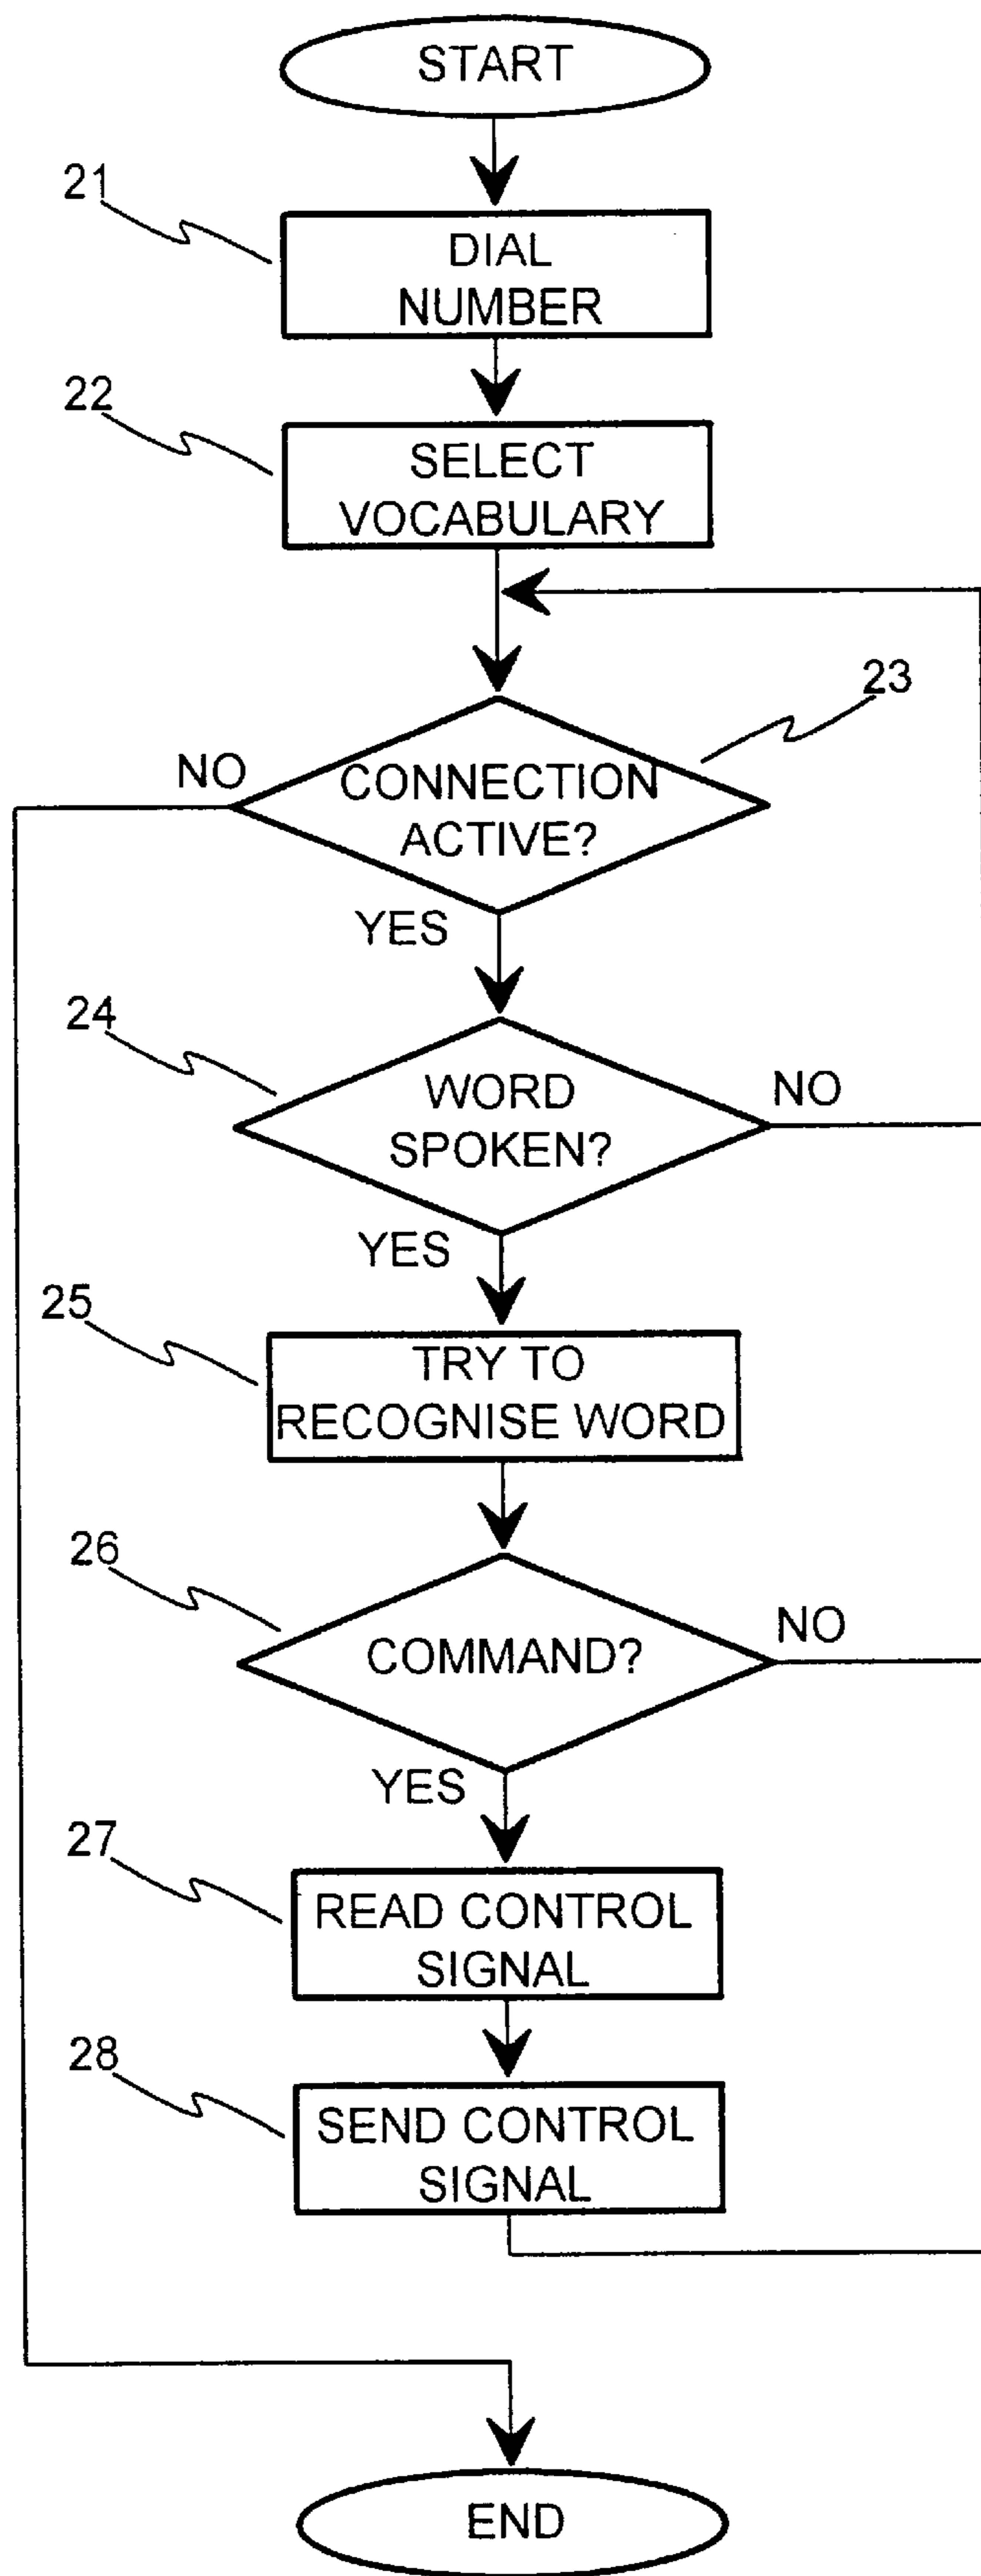 START
21
DIAL
NUMBER
22
SELECT
VOCABULARY
23
NO
CONNECTION
ACTIVE?
YES
24
WORD
SPOKEN?
NO
YES
25
TRY TO
RECOGNISE WORD
26
COMMAND?
NO
YES
27
READ CONTROL
SIGNAL
28
SEND CONTROL
SIGNAL
END